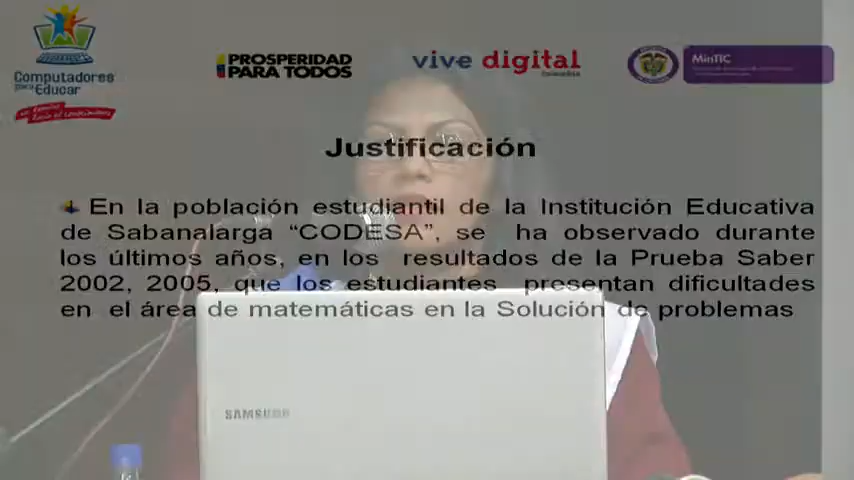 Computadores
para Educar
PROSPERIDAD
PARA TODOS
vive digital
Colombia
MinTIC
Justificación
En la población estudiantil de la Institución Educativa
de Sabanalarga “CODESA”, se ha observado durante
los últimos años, en los resultados de la Prueba Saber
2002, 2005, que los estudiantes presentan dificultades
en el área de matemáticas en la Solución de problemas
SAMSUNG